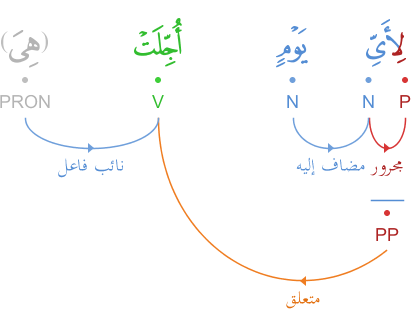 لِأَىِّ يَوْمٍ أُجِّلَتْ (هِىَ)
P N N V PRON
مجرور مضاف إليه نائب فاعل
PP
متعلق